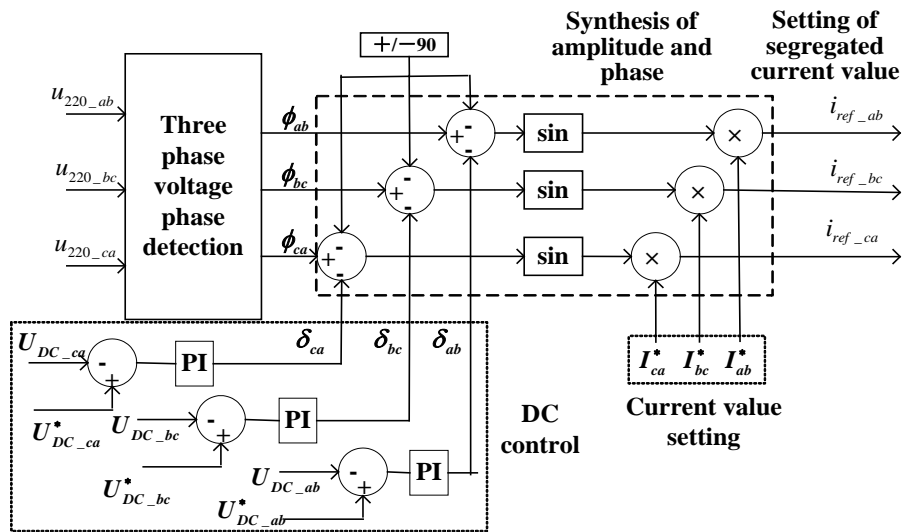 +/−90
Synthesis of
amplitude and
phase
Setting of
segregated
current value
u220_ab
u220_bc
u220_ca
Three
phase
voltage
phase
detection
ϕab
ϕbc
ϕca
+
-
-
+
-
-
+
-
-
sin
sin
sin
×
×
×
iref_ab
iref_bc
iref_ca
δca
δbc
δab
I*ca
I*bc
I*ab
Current value
setting
DC
control
UDC_ca
-
+
PI
U*DC_ca
UDC_bc
-
+
PI
U*DC_bc
UDC_ab
-
+
PI
U*DC_ab